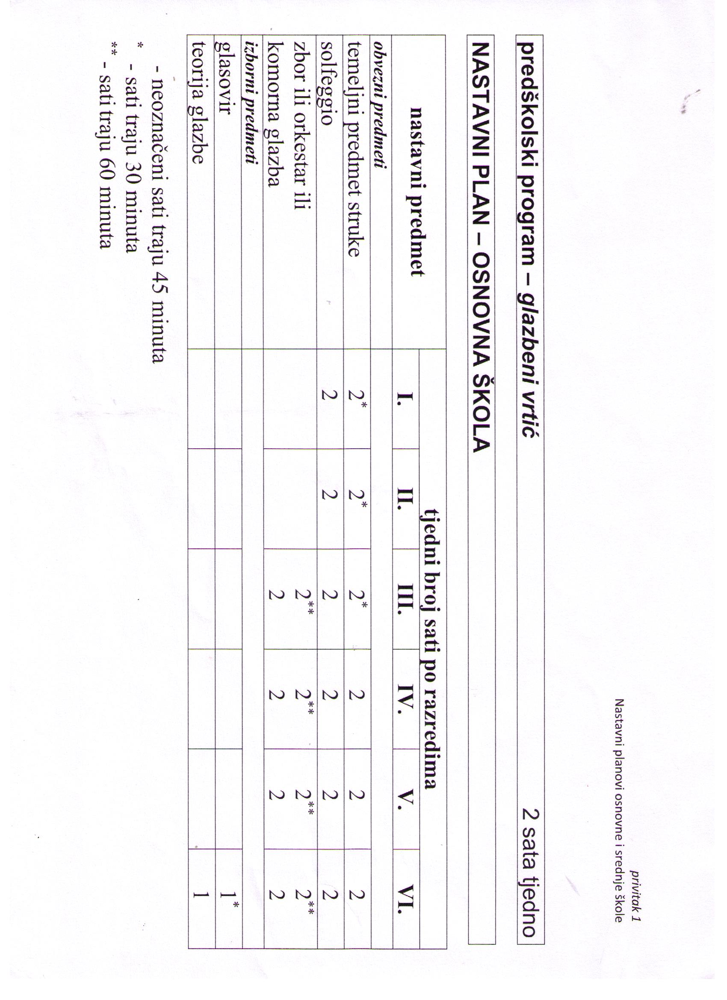 privitak 1
Nastavni planovi osnovne i srednje škole
predškolski program – glazbeni vrtić 2 sata tjedno
NASTAVNI PLAN – OSNOVNA ŠKOLA
nastavni predmet tjedni broj sati po razredima
I. II. III. IV. V. VI.
obvezni predmeti
temeljni predmet struke 2* 2* 2* 2 2 2
solfeggio 2 2 2 2 2 2
zbor ili orkestar ili 2** 2** 2** 2**
komorna glazba 2 2 2 2
izborni predmeti
glasovir 1*
teorija glazbe 1
- neoznačeni sati traju 45 minuta
* - sati traju 30 minuta
** - sati traju 60 minuta